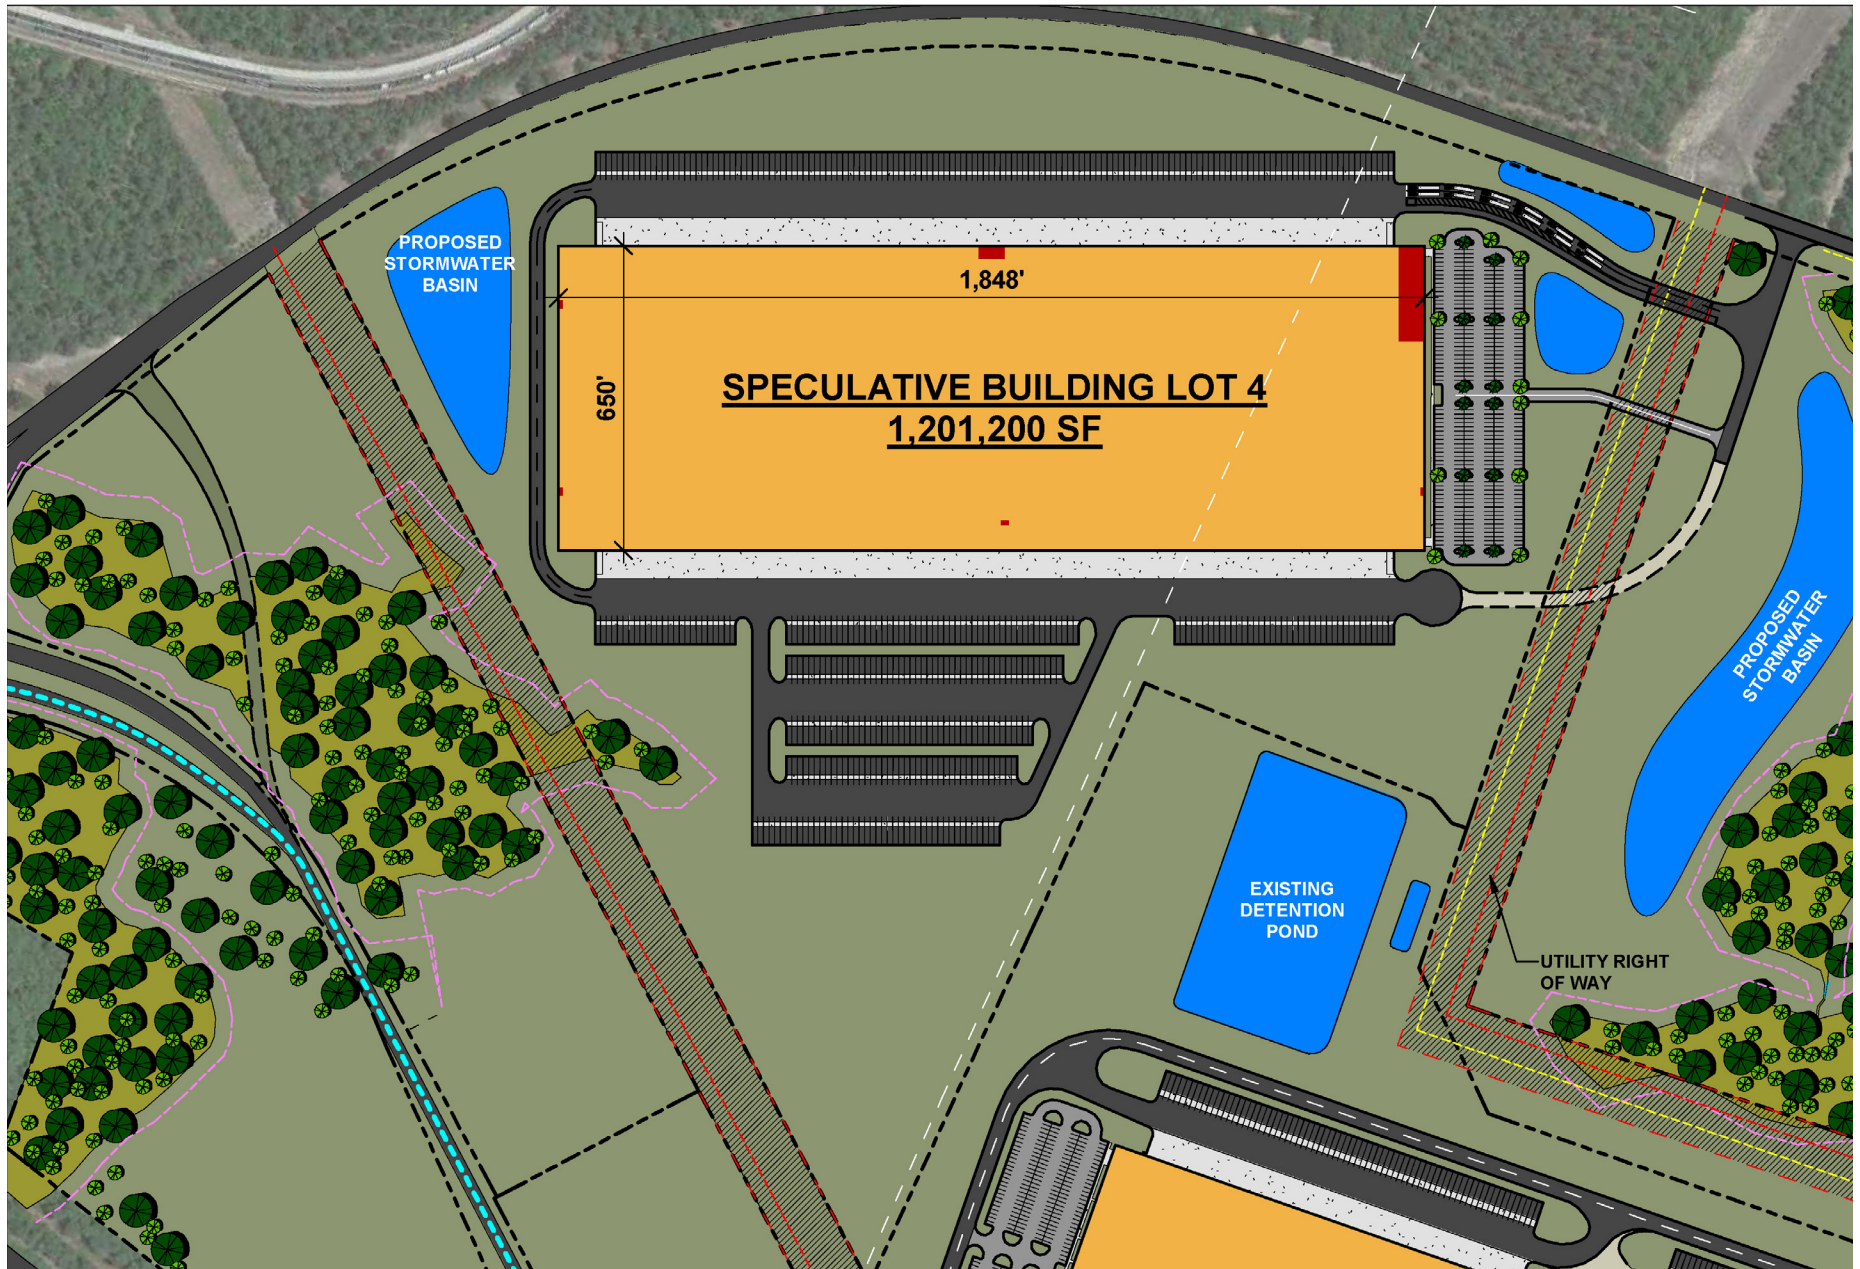 PROPOSED
STORMWATER
BASIN
1,848'
650'
SPECULATIVE BUILDING LOT 4
1,201,200 SF
PROPOSED
STORMWATER
BASIN
EXISTING
DETENTION
POND
UTILITY RIGHT
OF WAY